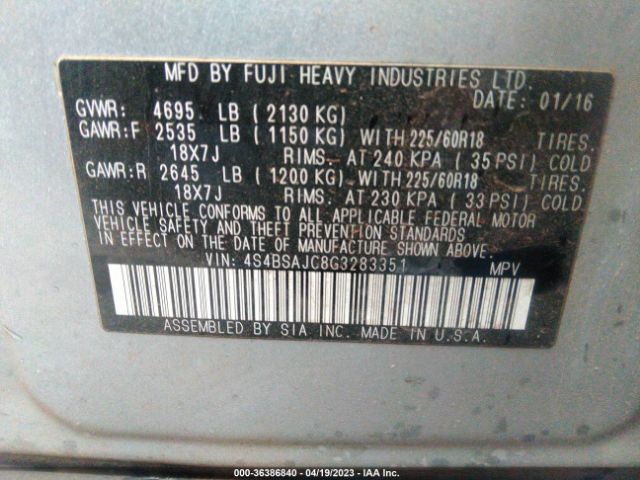 MFD BY FUJI HEAVY INDUSTRIES LTD.
DATE: 01/16
GVWR: 4695. LB ( 2130 KG)
GAWR:F 2535 LB ( 1150 KG) WITH 225/60R18 TIRES.
18X7J RIMS. AT 240 KPA ( 35 PSI) COLD
GAWR:R 2645 LB ( 1200 KG) WITH 225/60R18 TIRES.
18X7J RIMS. AT 230 KPA ( 33 PSI) COLD
THIS VEHICLE CONFORMS TO ALL APPLICABLE FEDERAL MOTOR
VEHICLE SAFETY AND THEFT PREVENTION STANDARDS IN
EFFECT ON THE DATE OF MANUFACTURE SHOWN ABOVE.
VIN: 4S4BSAJC8G3283351 MPV
ASSEMBLED BY SIA INC. MADE IN U.S.A.
000-36386840 - 04/19/2023 - IAA Inc.